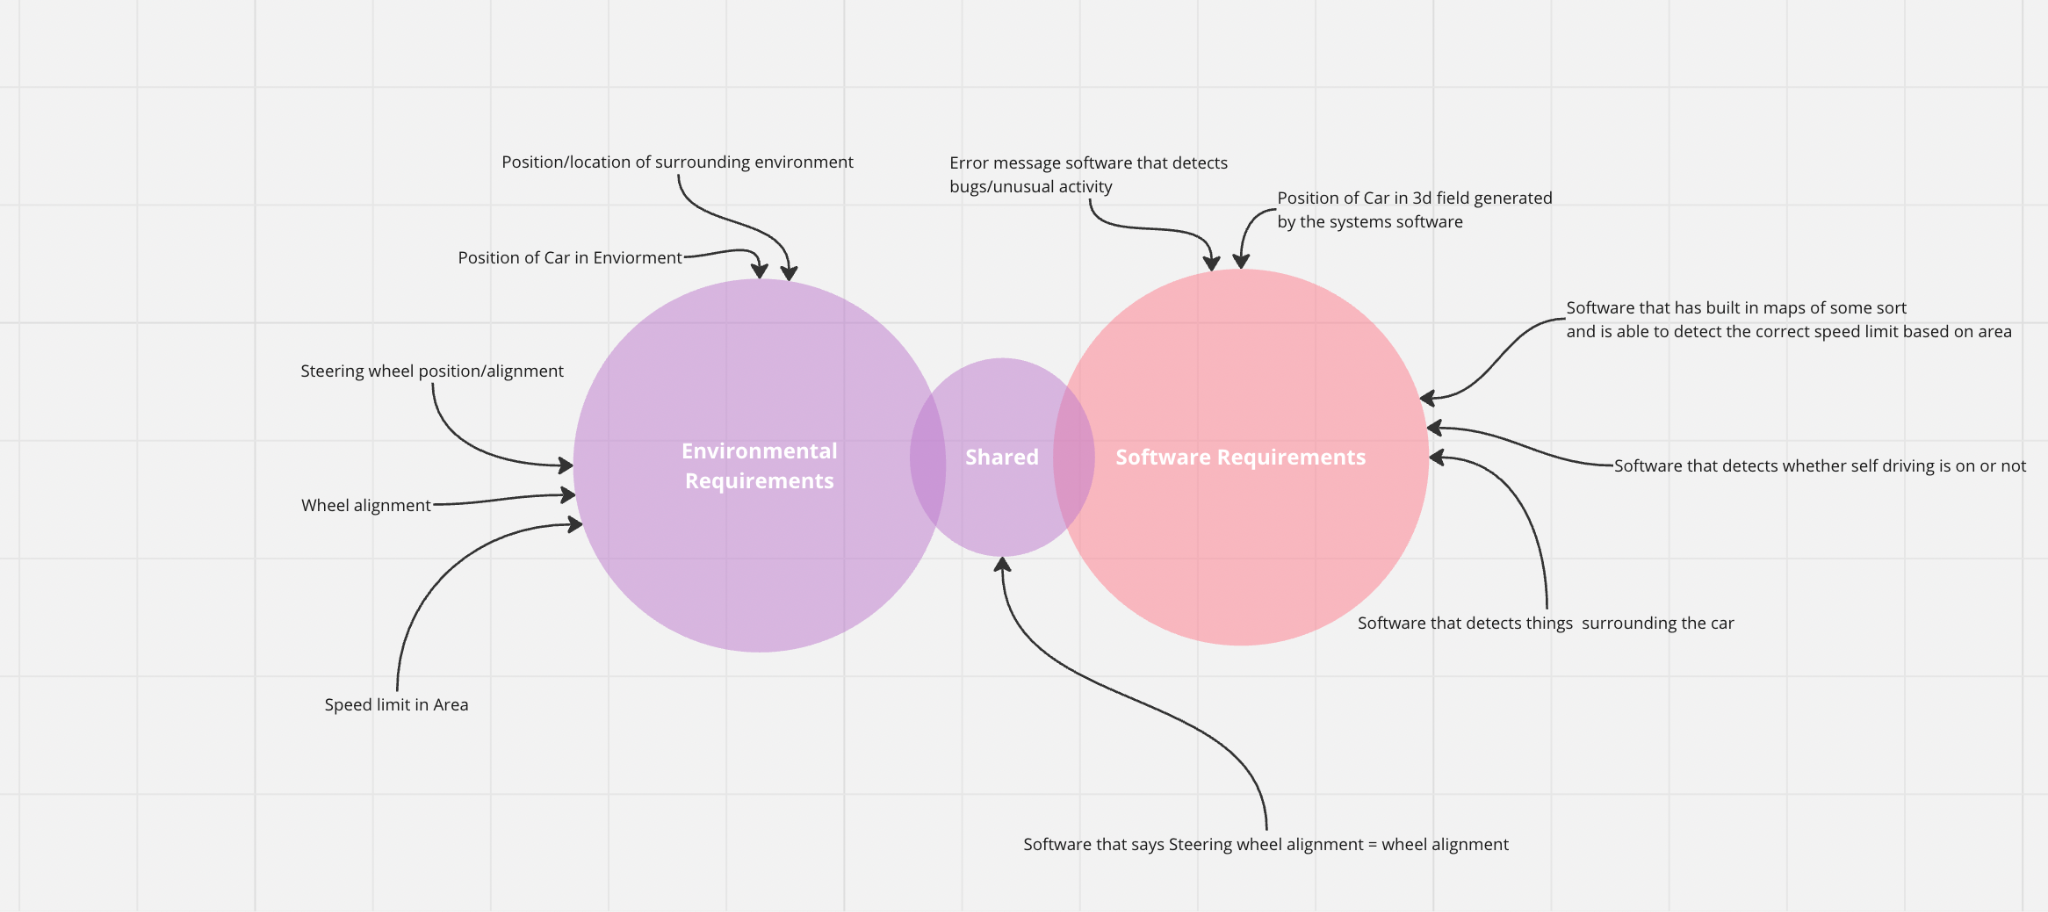 Position/location of surrounding environment
Error message software that detects
bugs/unusual activity
Position of Car in 3d field generated
by the systems software
Position of Car in Enviorment
Software that has built in maps of some sort
and is able to detect the correct speed limit based on area
Steering wheel position/alignment
Environmental
Requirements
Shared
Software Requirements
Software that detects whether self driving is on or not
Wheel alignment
Software that detects things  surrounding the car
Speed limit in Area
Software that says Steering wheel alignment = wheel alignment